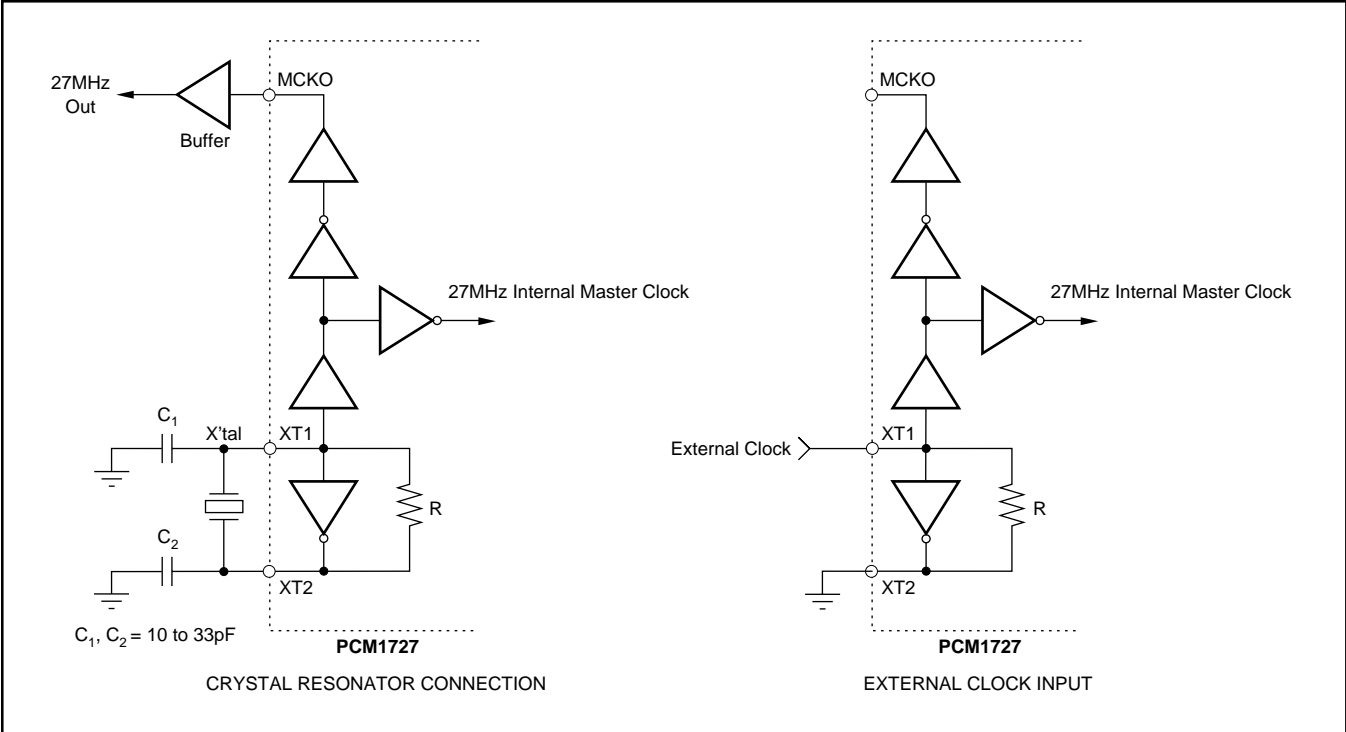 27MHz
Out
Buffer
MCKO
27MHz Internal Master Clock
C₁
X'tal
XT1
R
C₂
XT2
C₁, C₂ = 10 to 33pF
PCM1727
CRYSTAL RESONATOR CONNECTION
MCKO
27MHz Internal Master Clock
External Clock
XT1
R
XT2
PCM1727
EXTERNAL CLOCK INPUT